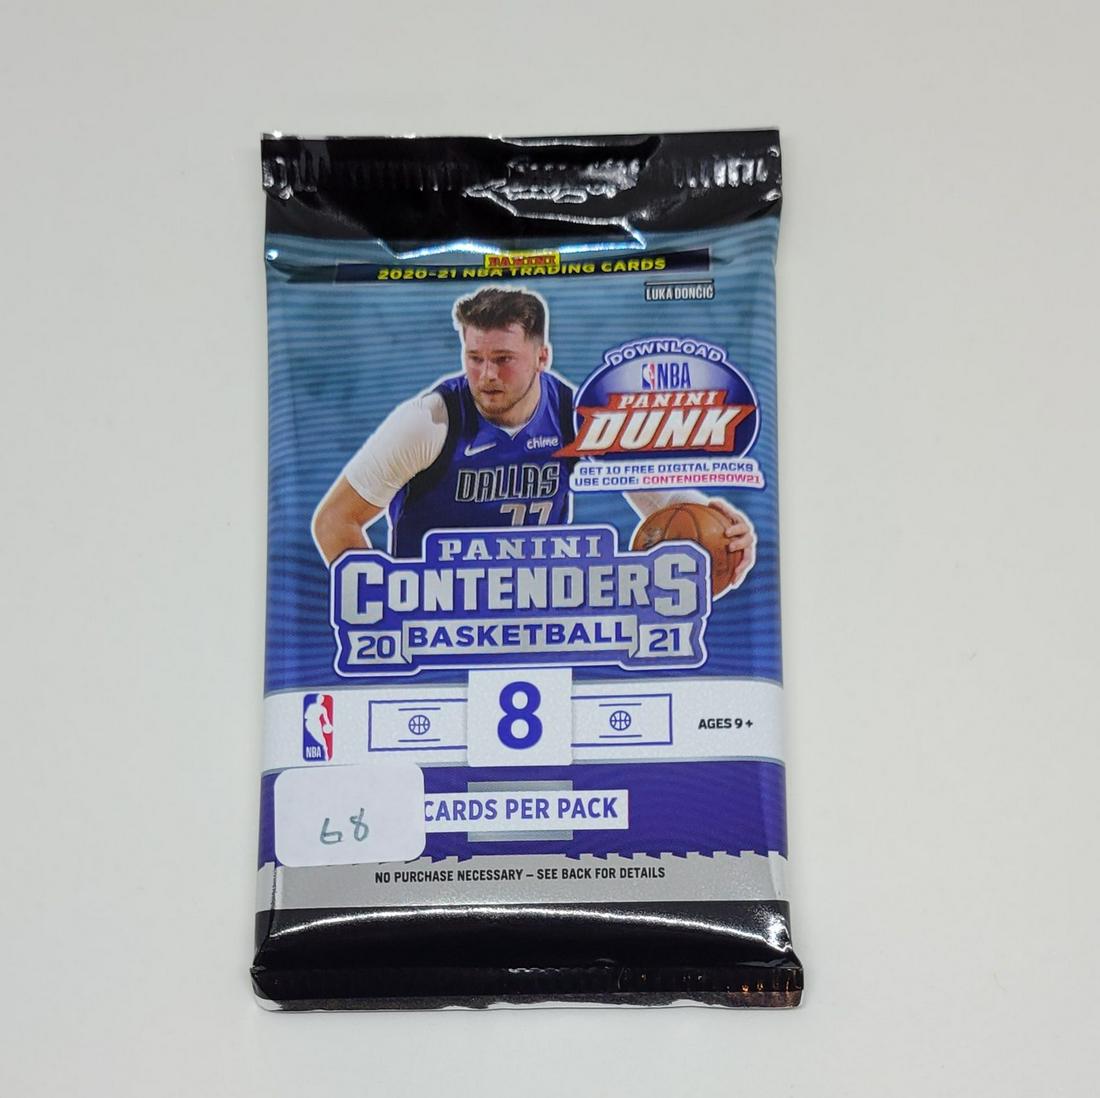 PANINI
2020-21 NBA TRADING CARDS
LUKA DONČIĆ
DOWNLOAD
NBA
PANINI
DUNK
GET 10 FREE DIGITAL PACKS
USE CODE: CONTENDERSOW21
chime
DALLAS
77
PANINI
CONTENDERS
20 BASKETBALL 21
8
NBA
AGES 9+
CARDS PER PACK
68
NO PURCHASE NECESSARY – SEE BACK FOR DETAILS